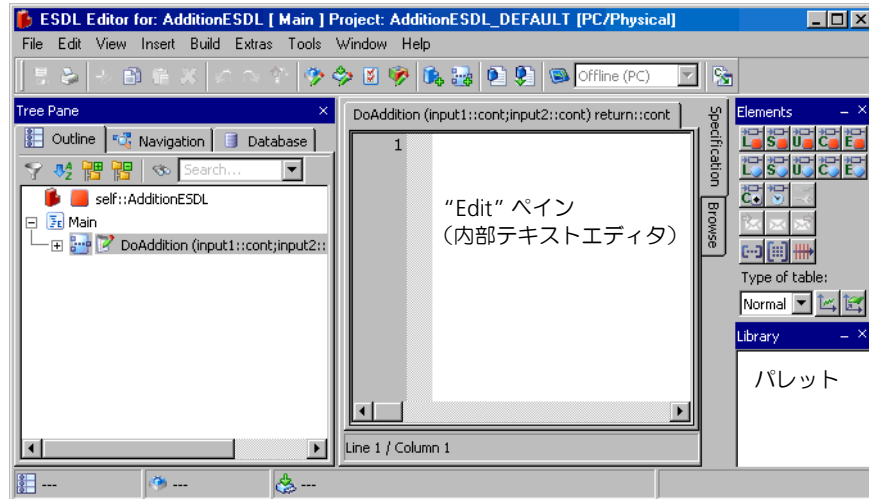 ESDL Editor for: AdditionESDL [ Main ] Project: AdditionESDL_DEFAULT [PC/Physical]
File Edit View Insert Build Extras Tools Window Help
Offline (PC)
Tree Pane
Outline Navigation Database
Search...
self::AdditionESDL
Main
DoAddition (input1::cont;input2::
DoAddition (input1::cont;input2::cont) return::cont
1
“Edit” ペイン
（内部テキストエディタ）
Line 1 / Column 1
Specification
Browse
Elements
L S U C E
L S U C E
C
Type of table:
Normal
Library
パレット
--- --- ---